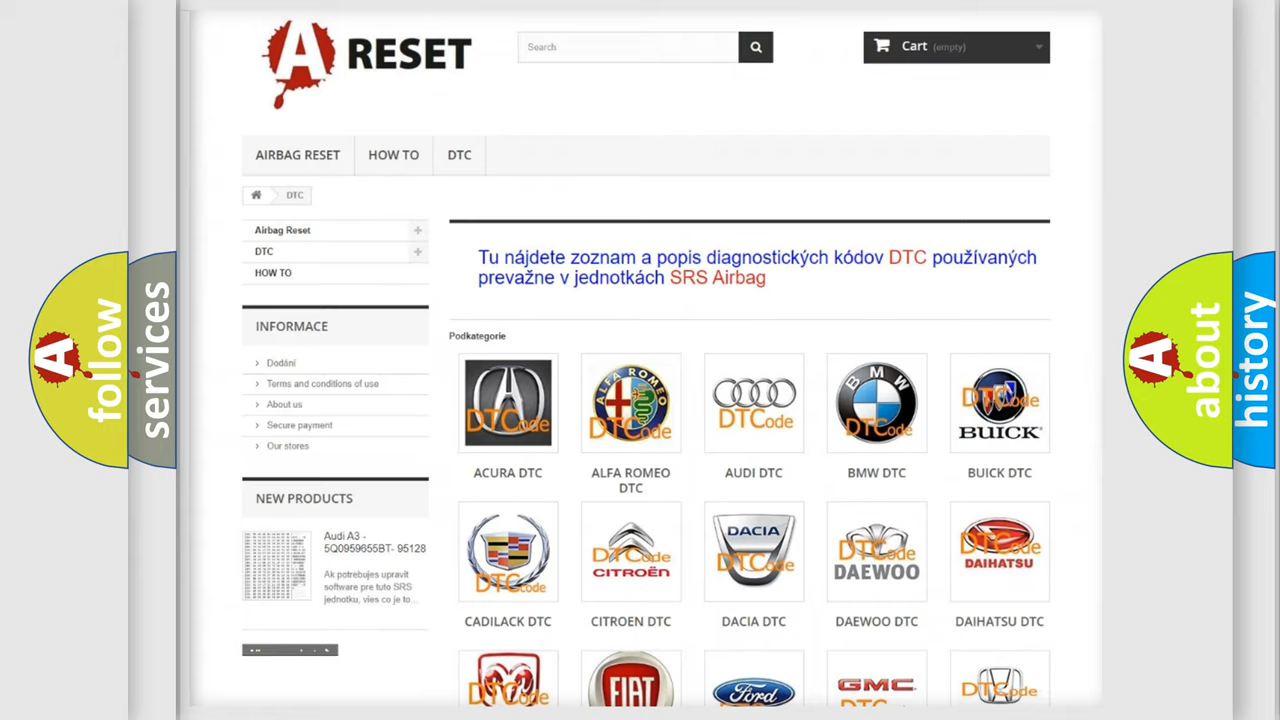 A RESET
Search
Cart (empty)
AIRBAG RESET
HOW TO
DTC
DTC
Airbag Reset
DTC
HOW TO
INFORMACE
Dodání
Terms and conditions of use
About us
Secure payment
Our stores
NEW PRODUCTS
Audi A3 -
5Q0959655BT- 95128
Ak potrebujes upravit
software pre tuto SRS
jednotku, vies co je to...
Tu nájdete zoznam a popis diagnostických kódov DTC používaných
prevažne v jednotkách SRS Airbag
Podkategorie
DTCode
ALFA ROMEO
DTCode
DTCode
BMW
DTCode
DTCode
BUICK
ACURA DTC
ALFA ROMEO
DTC
AUDI DTC
BMW DTC
BUICK DTC
DTCode
DTCode
CITROËN
DACIA
DTCode
DTCode
DAEWOO
DTCode
DAIHATSU
CADILACK DTC
CITROEN DTC
DACIA DTC
DAEWOO DTC
DAIHATSU DTC
DTCode
FIAT
Ford
GMC
DTCode
A
follow
services
A
about
history